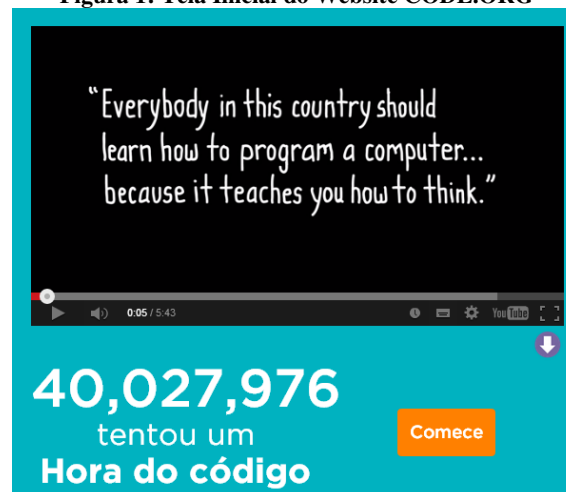 Figura 1: Tela Inicial do Website CODE.ORG
“Everybody in this country should
learn how to program a computer...
because it teaches you how to think.”
0:05 / 5:43
YouTube
40,027,976
tentou um
Comece
Hora do código